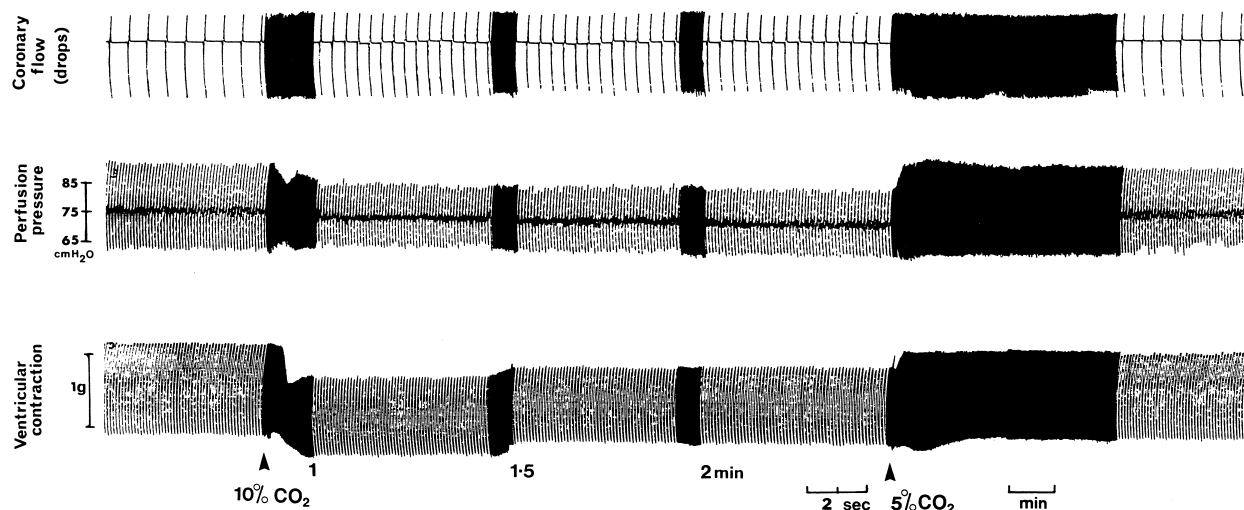 Coronary
flow
(drops)
Perfusion
pressure
85
75
65
cmH2O
Ventricular
contraction
1g
1
1·5
2 min
10% CO2
2 sec
5% CO2
min